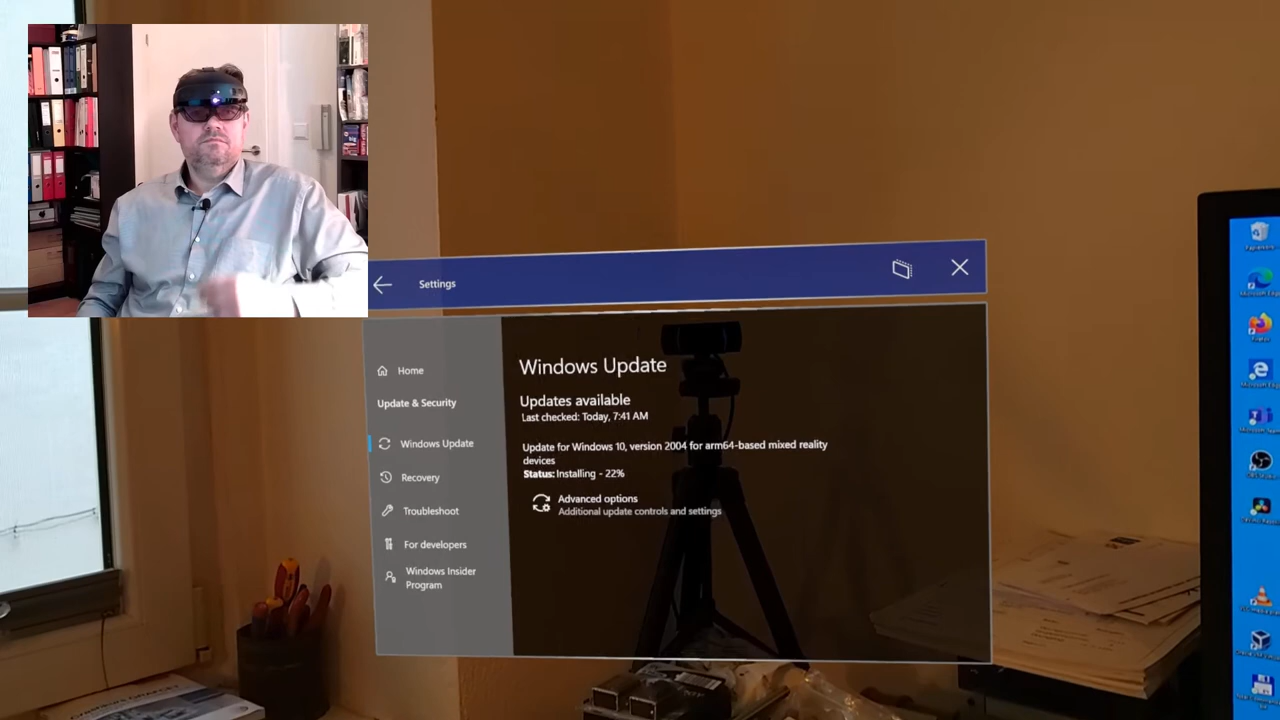 Settings
Home
Update & Security
Windows Update
Recovery
Troubleshoot
For developers
Windows Insider
Program
Windows Update
Updates available
Last checked: Today, 7:41 AM
Update for Windows 10, version 2004 for arm64-based mixed reality
devices
Status: Installing - 22%
Advanced options
Additional update controls and settings